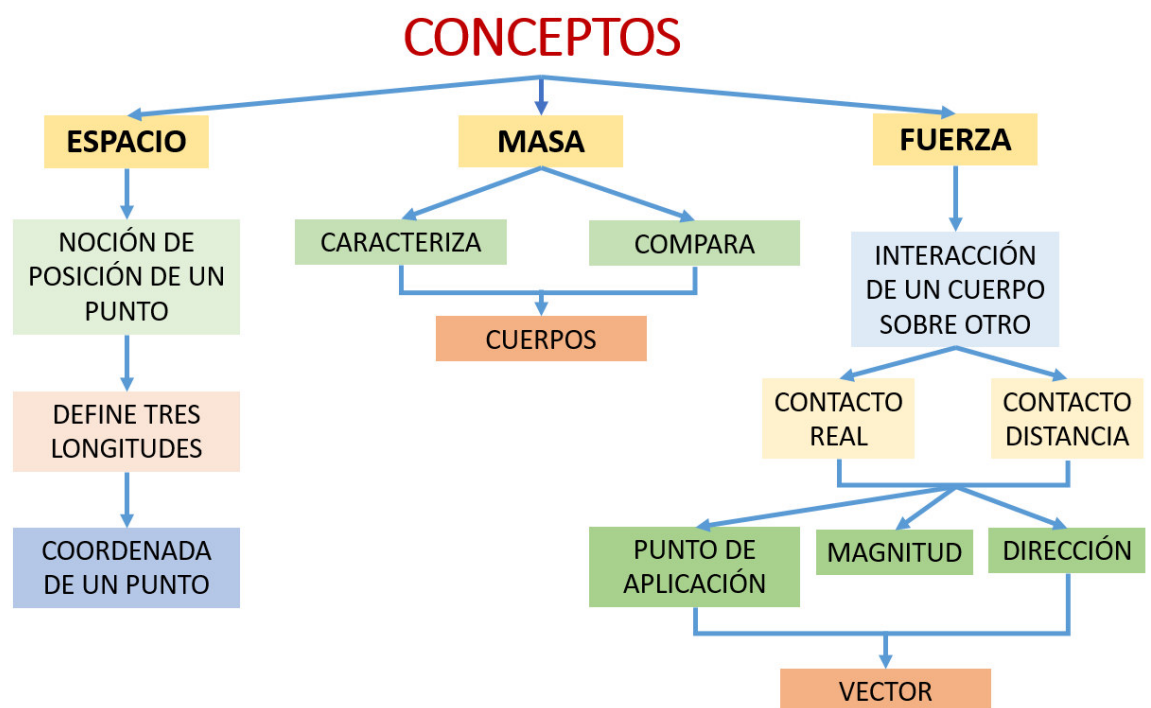 CONCEPTOS
ESPACIO
MASA
FUERZA
NOCIÓN DE
POSICIÓN DE UN
PUNTO
CARACTERIZA
COMPARA
INTERACCIÓN
DE UN CUERPO
SOBRE OTRO
CUERPOS
DEFINE TRES
LONGITUDES
CONTACTO
REAL
CONTACTO
DISTANCIA
COORDENADA
DE UN PUNTO
PUNTO DE
APLICACIÓN
MAGNITUD
DIRECCIÓN
VECTOR